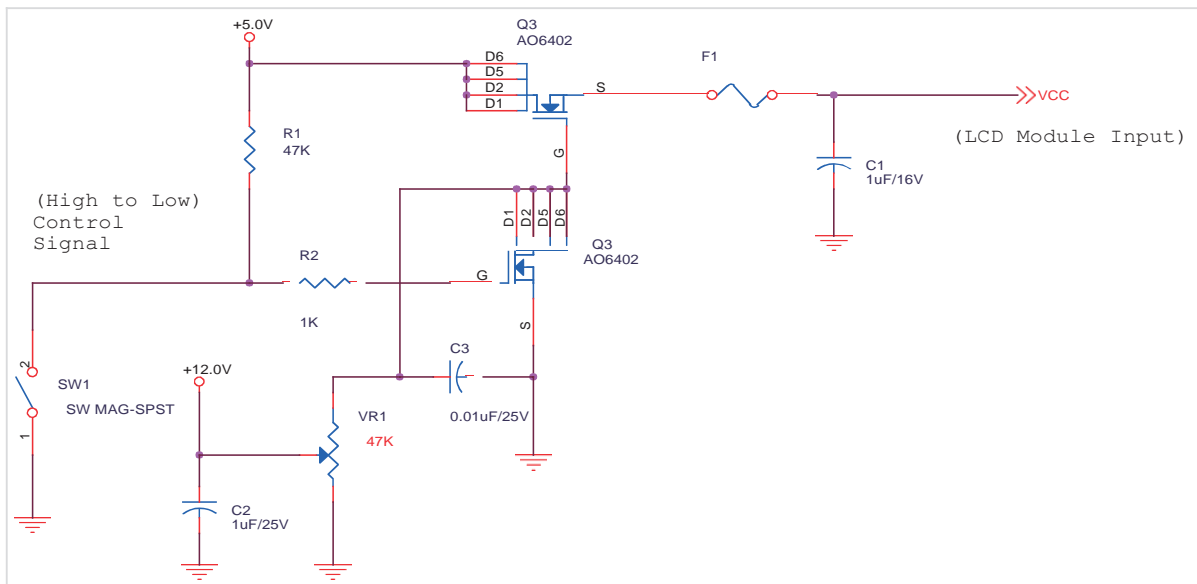 +5.0V
Q3
AO6402
D6
D5
D2
D1
S
G
F1
VCC
(LCD Module Input)
C1
1uF/16V
R1
47K
(High to Low)
Control
Signal
D1
D2
D5
D6
Q3
AO6402
R2
1K
G
S
C3
0.01uF/25V
+12.0V
2
SW1
SW MAG-SPST
1
VR1
47K
C2
1uF/25V